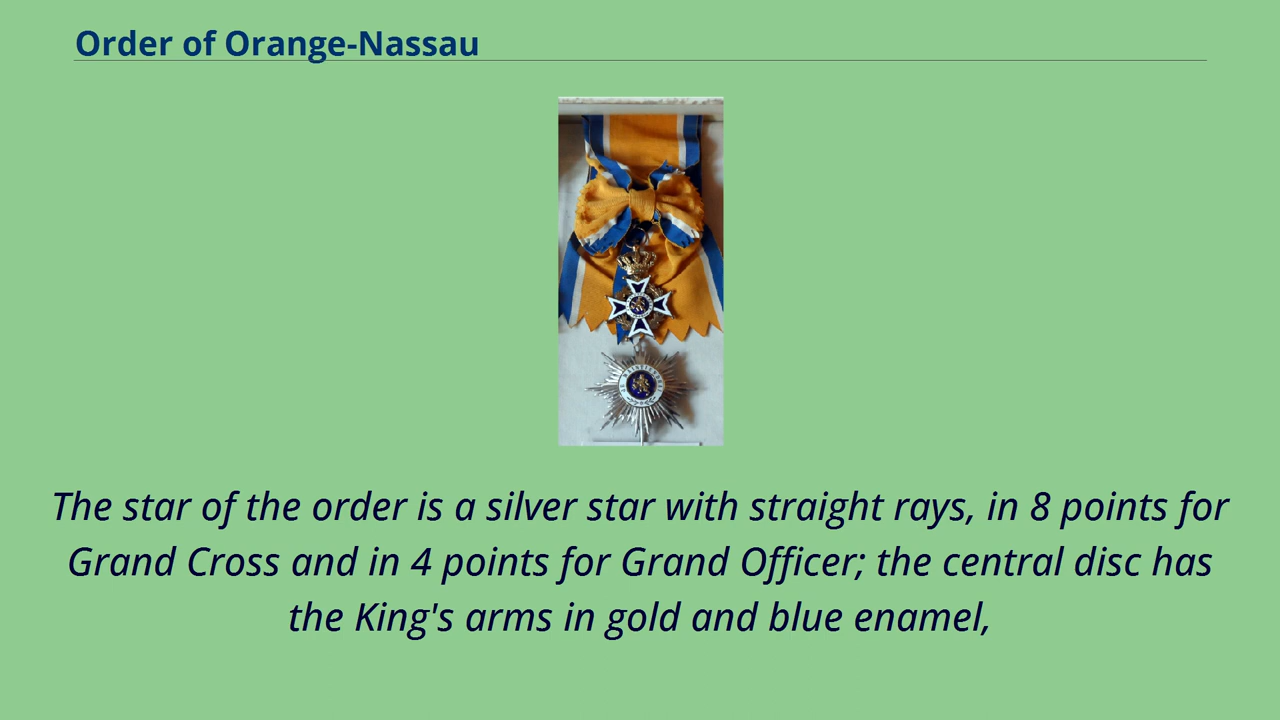 Order of Orange-Nassau
The star of the order is a silver star with straight rays, in 8 points for
Grand Cross and in 4 points for Grand Officer; the central disc has
the King's arms in gold and blue enamel,